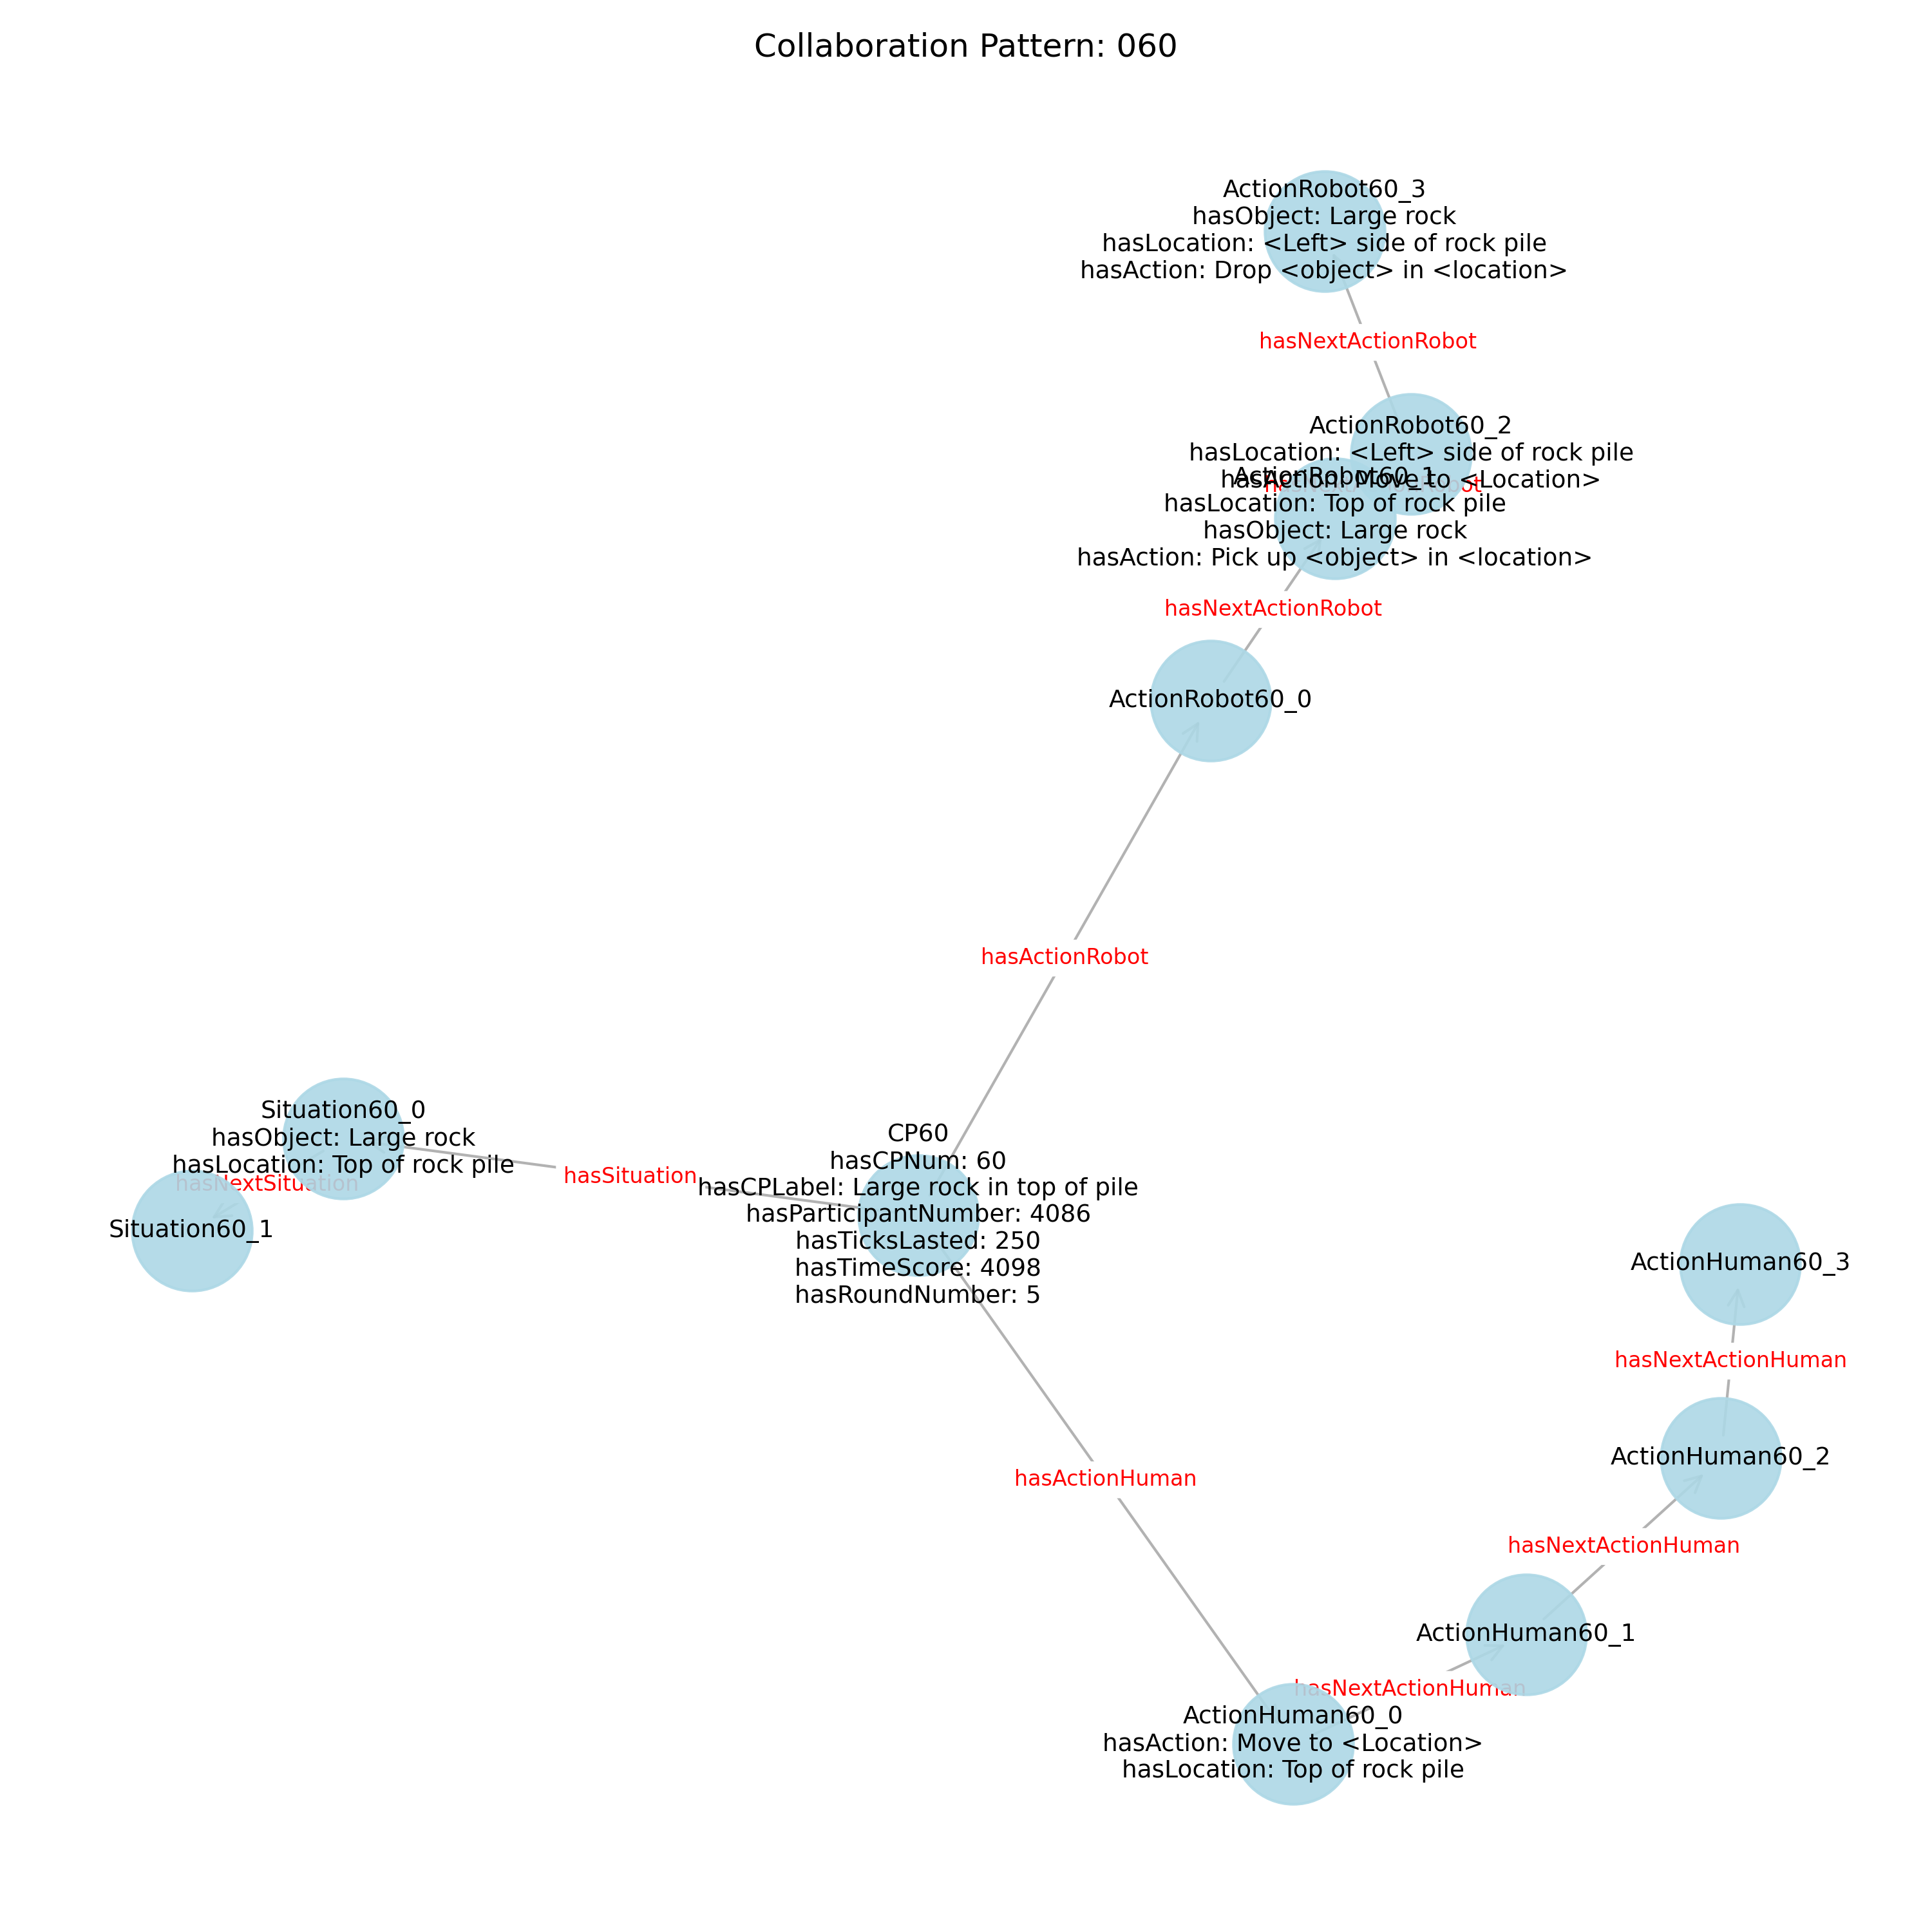 Collaboration Pattern: 060
ActionRobot60_3
hasObject: Large rock
hasLocation: <Left> side of rock pile
hasAction: Drop <object> in <location>
hasNextActionRobot
ActionRobot60_2
hasLocation: <Left> side of rock pile
hasAction: Move to <Location>
ActionRobot60_1
hasLocation: Top of rock pile
hasObject: Large rock
hasAction: Pick up <object> in <location>
hasNextActionRobot
ActionRobot60_0
hasActionRobot
Situation60_0
hasObject: Large rock
hasLocation: Top of rock pile
hasNextSituation
Situation60_1
hasSituation
CP60
hasCPNum: 60
hasCPLabel: Large rock in top of pile
hasParticipantNumber: 4086
hasTicksLasted: 250
hasTimeScore: 4098
hasRoundNumber: 5
ActionHuman60_3
hasNextActionHuman
ActionHuman60_2
hasActionHuman
hasNextActionHuman
ActionHuman60_1
hasNextActionHuman
ActionHuman60_0
hasAction: Move to <Location>
hasLocation: Top of rock pile